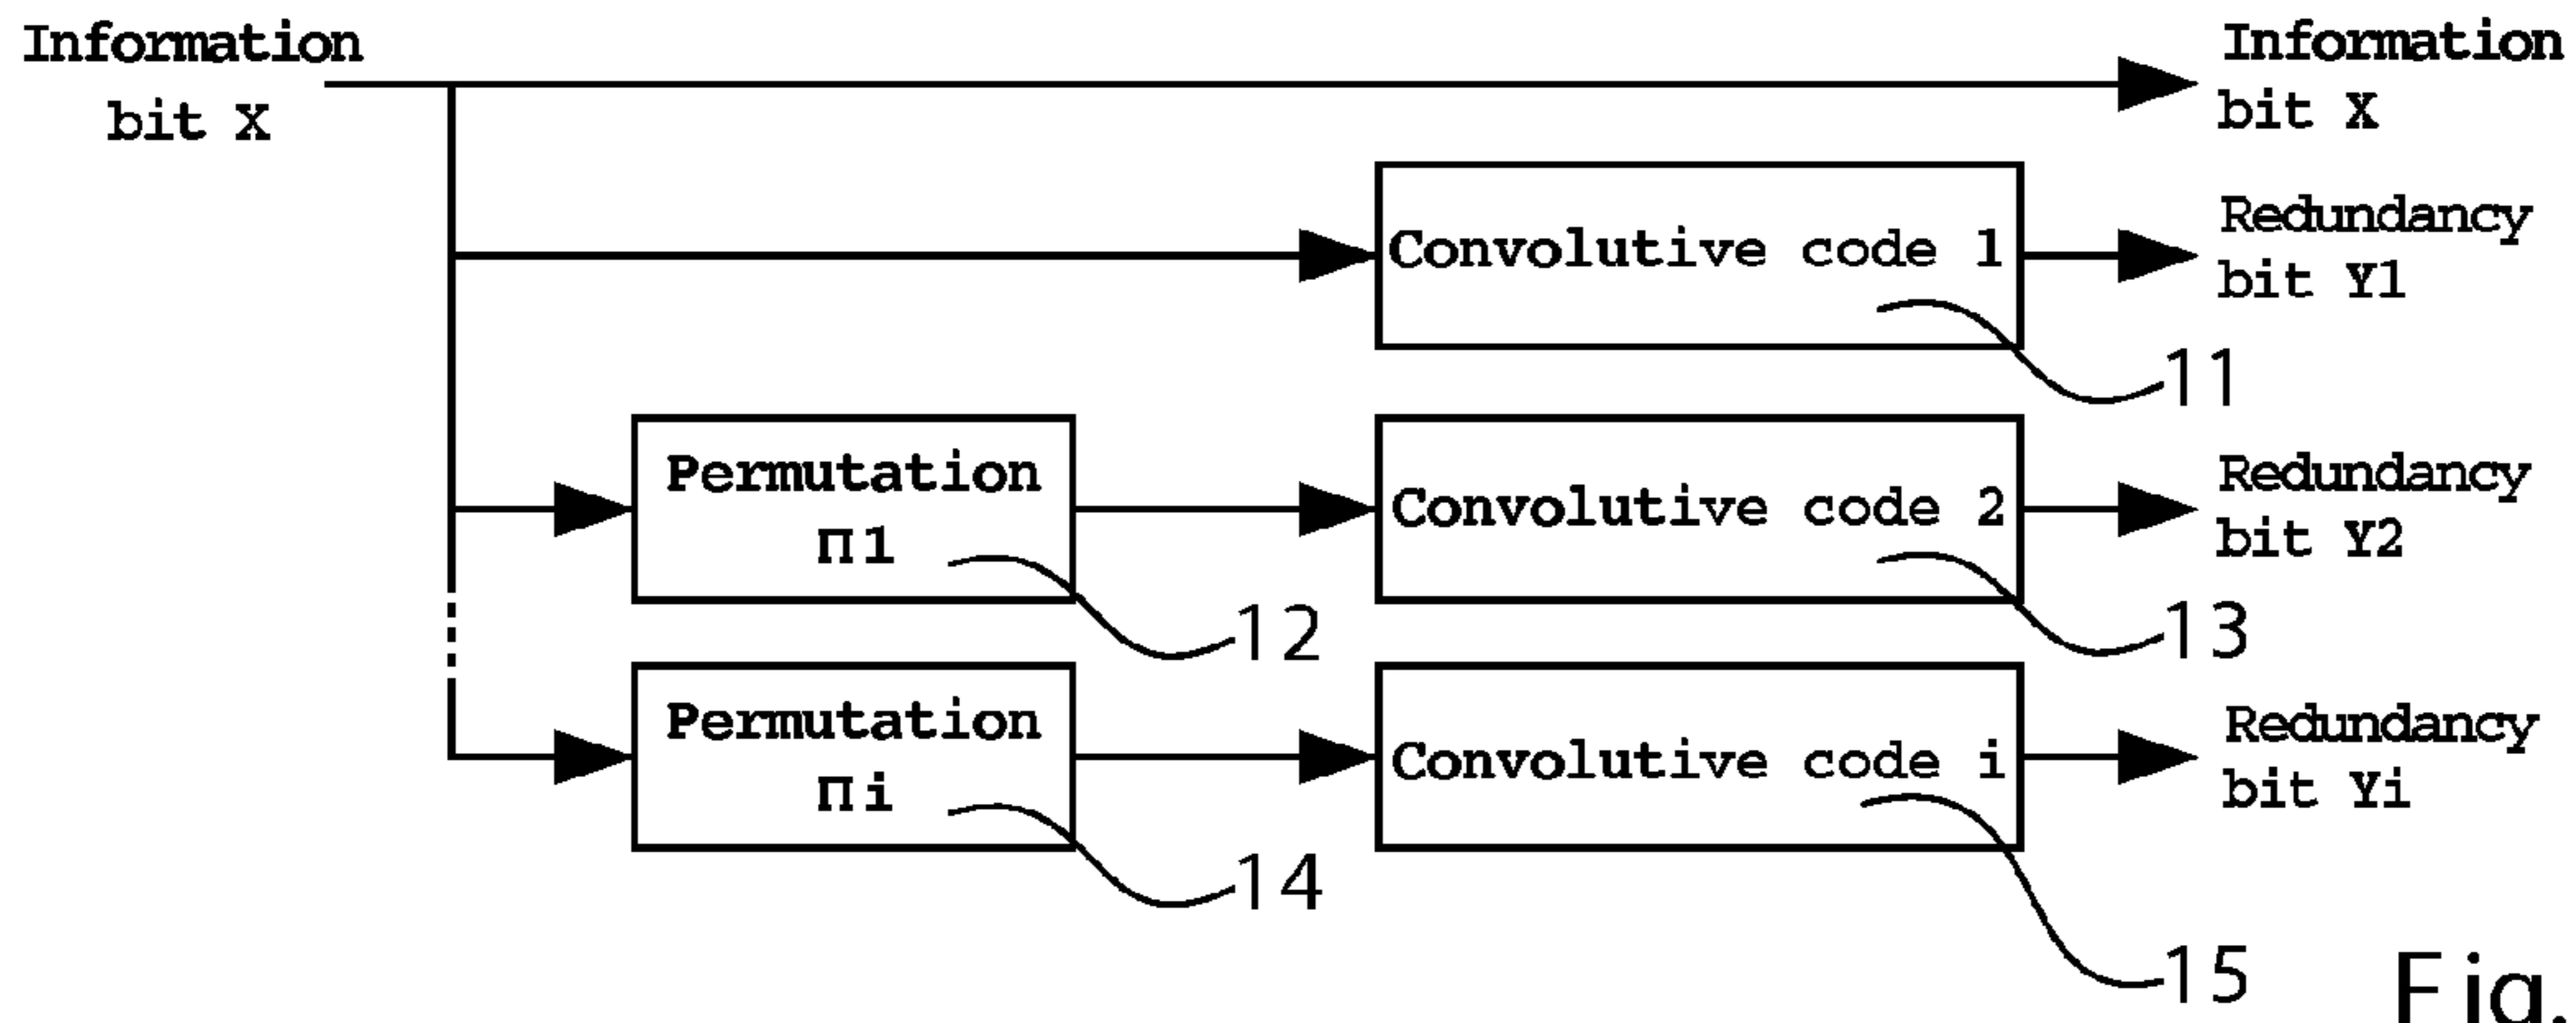 Information
bit X
Information
bit X
Convolutive code 1
Redundancy
bit Y1
11
Permutation
Π1
Convolutive code 2
Redundancy
bit Y2
12
13
Permutation
Πi
Convolutive code i
Redundancy
bit Yi
14
15
Fig.